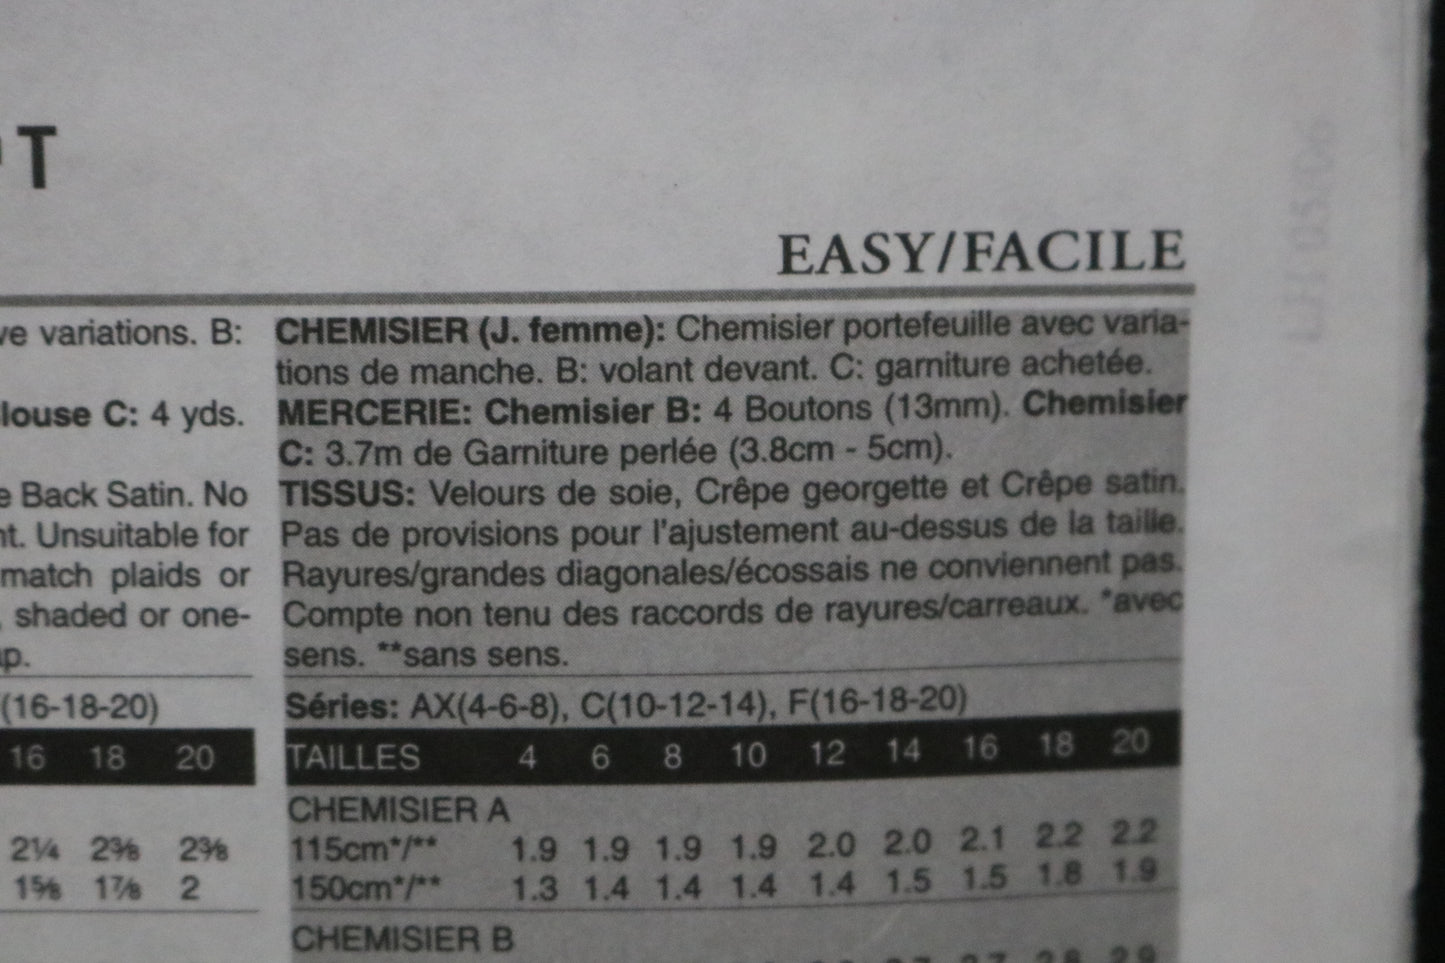 T
EASY/FACILE
variations. B:
Blouse C: 4 yds.
Back Satin. No
Unsuitable for
match plaids or
shaded or one-
(16-18-20)
16 18 20
2¼ 2⅜ 2⅜
1⅝ 1⅞ 2
CHEMISIER (J. femme): Chemisier portefeuille avec varia-
tions de manche. B: volant devant. C: garniture achetée.
MERCERIE: Chemisier B: 4 Boutons (13mm). Chemisier
C: 3.7m de Garniture perlée (3.8cm - 5cm).
TISSUS: Velours de soie, Crêpe georgette et Crêpe satin.
Pas de provisions pour l'ajustement au-dessus de la taille.
Rayures/grandes diagonales/écossais ne conviennent pas.
Compte non tenu des raccords de rayures/carreaux. *avec
sens. **sans sens.
Séries: AX(4-6-8), C(10-12-14), F(16-18-20)
TAILLES 4 6 8 10 12 14 16 18 20
CHEMISIER A
115cm*/** 1.9 1.9 1.9 1.9 2.0 2.0 2.1 2.2 2.2
150cm*/** 1.3 1.4 1.4 1.4 1.4 1.5 1.5 1.8 1.9
CHEMISIER B